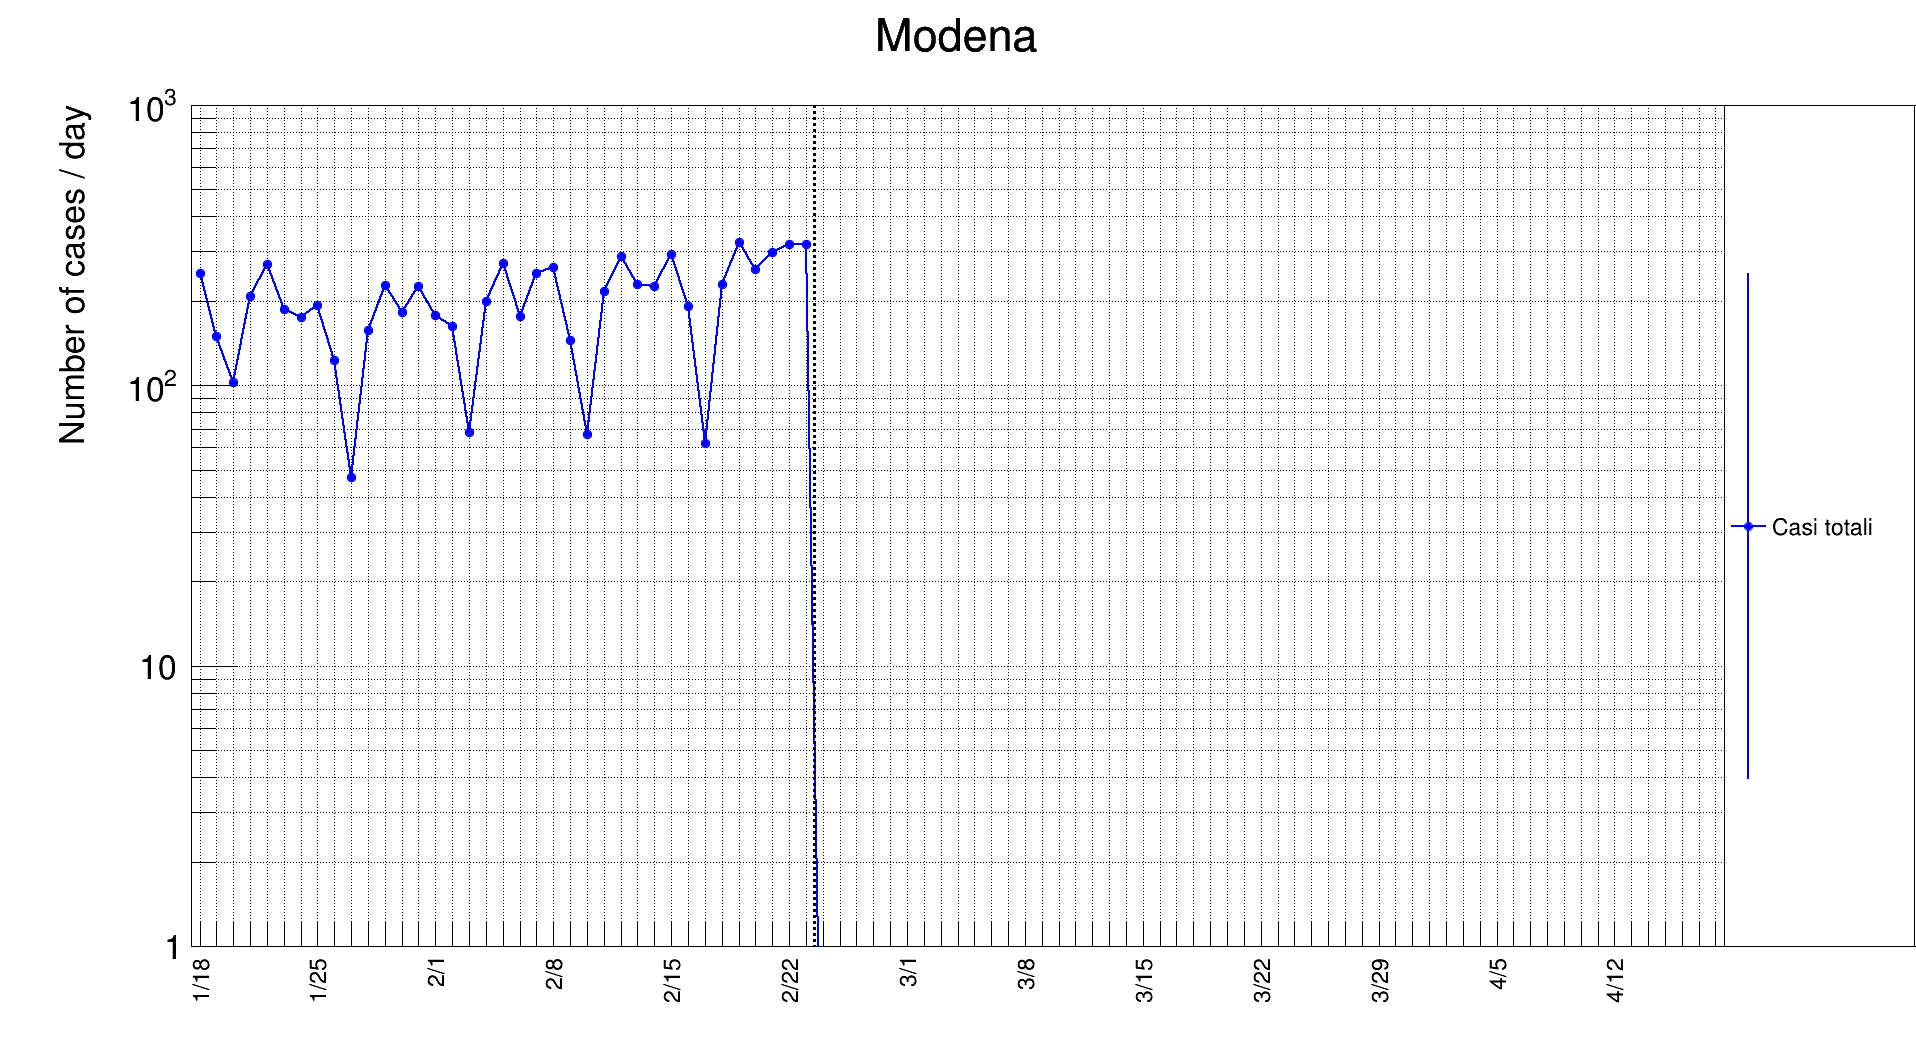 Modena
Number of cases / day
10³
10²
10
1
1/18 1/25 2/1 2/8 2/15 2/22 3/1 3/8 3/15 3/22 3/29 4/5 4/12
Casi totali